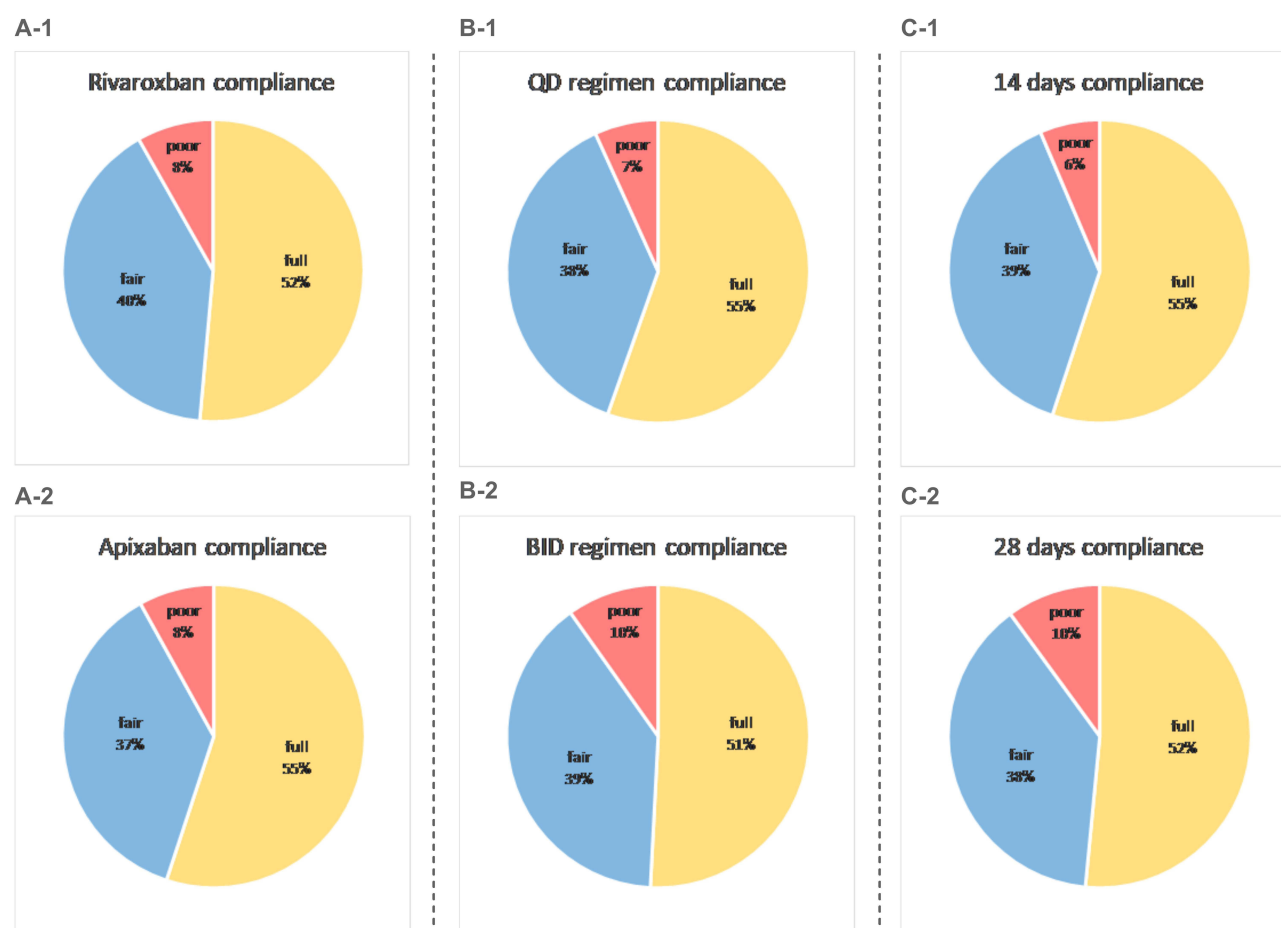 A-1
Rivaroxban compliance
poor
8%
full
52%
fair
40%
B-1
QD regimen compliance
poor
7%
fair
38%
full
55%
C-1
14 days compliance
poor
6%
fair
39%
full
55%
A-2
Apixaban compliance
poor
8%
fair
37%
full
55%
B-2
BID regimen compliance
poor
10%
full
51%
fair
39%
C-2
28 days compliance
poor
10%
full
52%
fair
38%